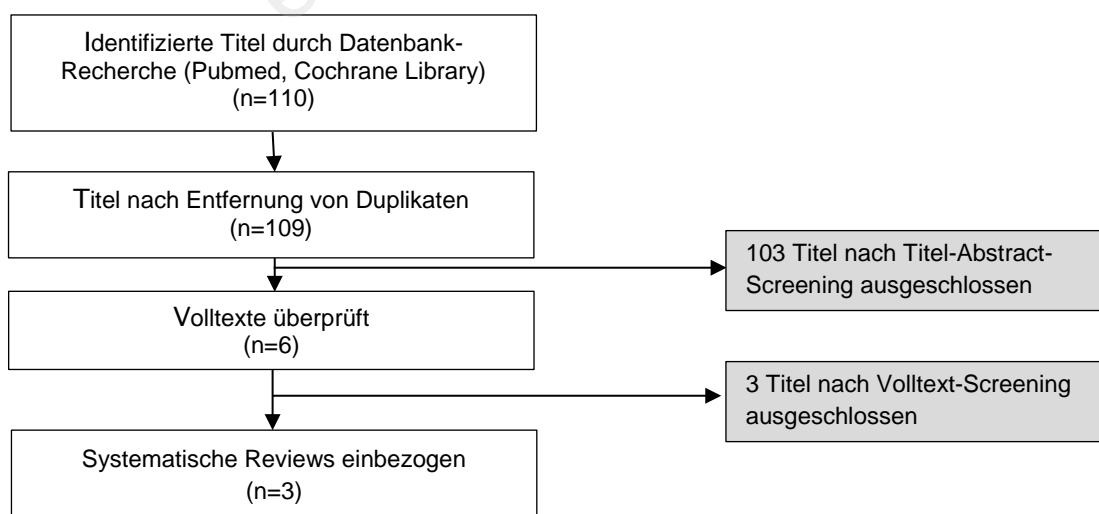 Identifizierte Titel durch Datenbank-
Recherche (Pubmed, Cochrane Library)
(n=110)
Titel nach Entfernung von Duplikaten
(n=109)
103 Titel nach Titel-Abstract-
Screening ausgeschlossen
Volltexte überprüft
(n=6)
3 Titel nach Volltext-Screening
ausgeschlossen
Systematische Reviews einbezogen
(n=3)